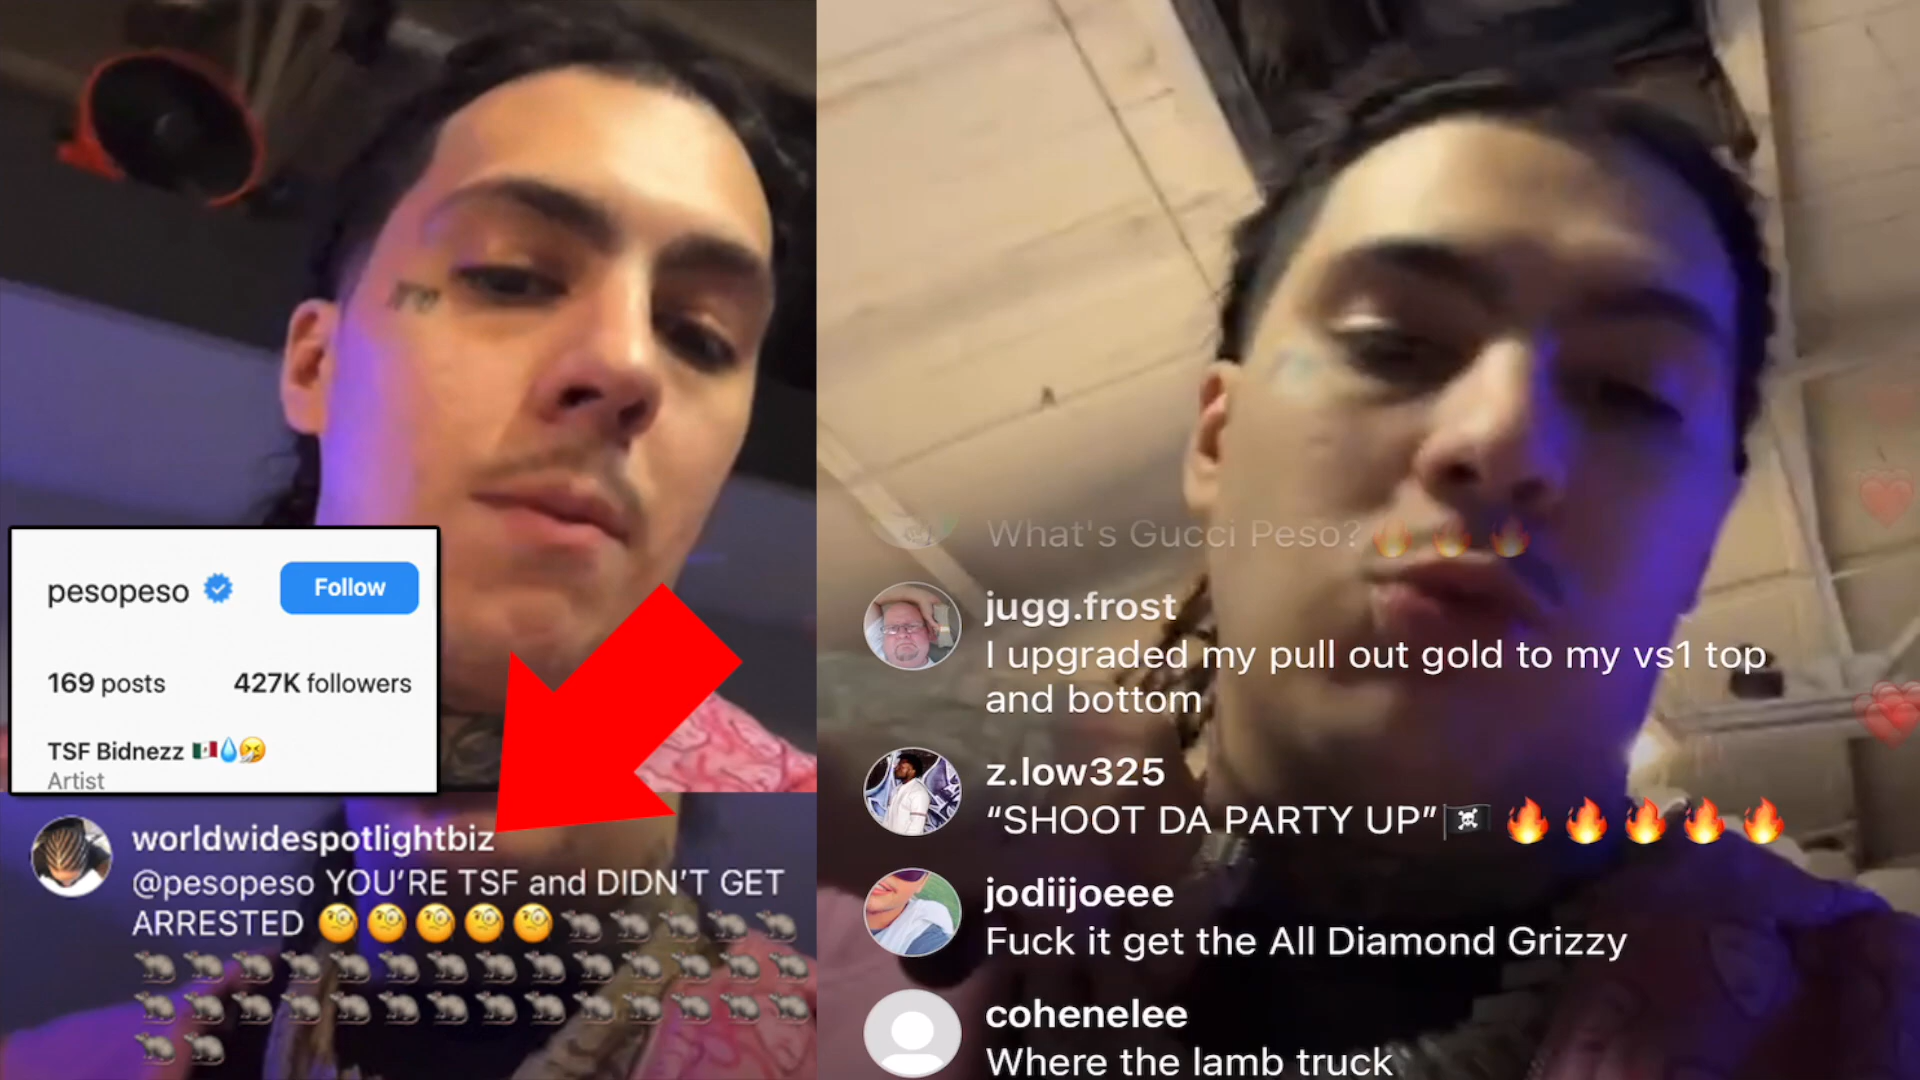 pesopeso
Follow
169 posts
427K followers
TSF Bidnezz 🇲🇽💧🤧
Artist
worldwidespotlightbiz
@pesopeso YOU'RE TSF and DIDN'T GET
ARRESTED 🧐🧐🧐🧐🧐🐀🐀🐀🐀🐀
🐀🐀🐀🐀🐀🐀🐀🐀🐀🐀🐀🐀🐀🐀
🐀🐀🐀🐀🐀🐀🐀🐀🐀🐀🐀🐀🐀🐀
🐀🐀
What's Gucci Peso?🔥🔥🔥
jugg.frost
I upgraded my pull out gold to my vs1 top
and bottom
z.low325
“SHOOT DA PARTY UP”🏴‍☠️🔥🔥🔥🔥🔥
jodiijoeee
Fuck it get the All Diamond Grizzy
cohenelee
Where the lamb truck